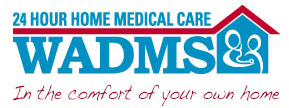 24 HOUR HOME MEDICAL CARE
WADMS
In the comfort of your own home